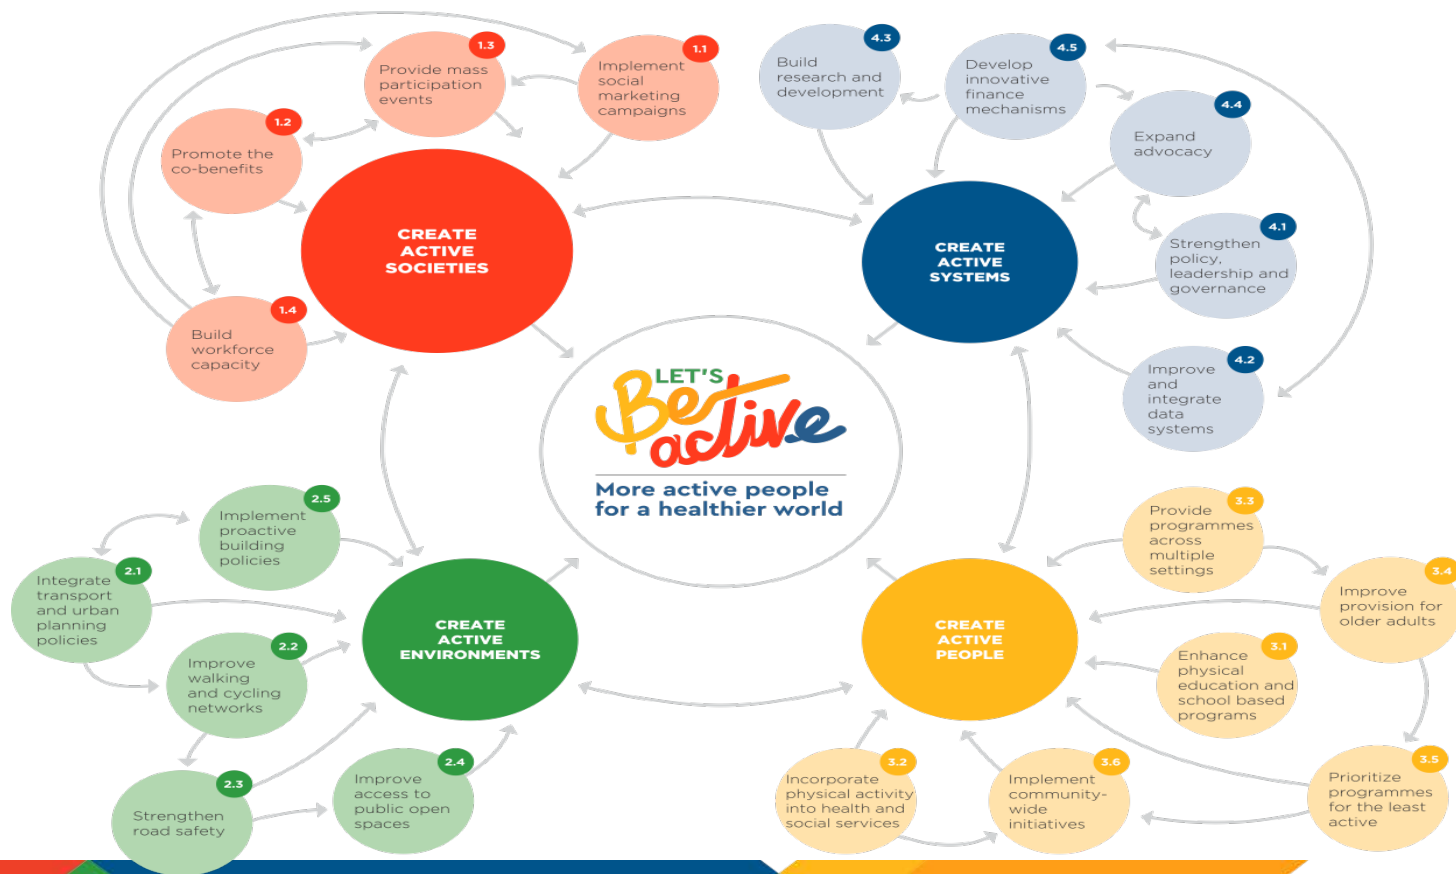 1.3
Provide mass
participation
events
1.1
Implement
social
marketing
campaigns
1.2
Promote the
co-benefits
1.4
Build
workforce
capacity
CREATE
ACTIVE
SOCIETIES
4.3
Build
research and
development
4.5
Develop
innovative
finance
mechanisms
4.4
Expand
advocacy
4.1
Strengthen
policy,
leadership and
governance
4.2
Improve
and
integrate
data
systems
CREATE
ACTIVE
SYSTEMS
LET'S
Be
active
More active people
for a healthier world
2.5
Implement
proactive
building
policies
2.1
Integrate
transport
and urban
planning
policies
2.2
Improve
walking
and cycling
networks
2.3
Strengthen
road safety
2.4
Improve
access to
public open
spaces
CREATE
ACTIVE
ENVIRONMENTS
3.3
Provide
programmes
across
multiple
settings
3.4
Improve
provision for
older adults
3.1
Enhance
physical
education and
school based
programs
3.5
Prioritize
programmes
for the least
active
3.6
Implement
community-
wide
initiatives
3.2
Incorporate
physical activity
into health and
social services
CREATE
ACTIVE
PEOPLE